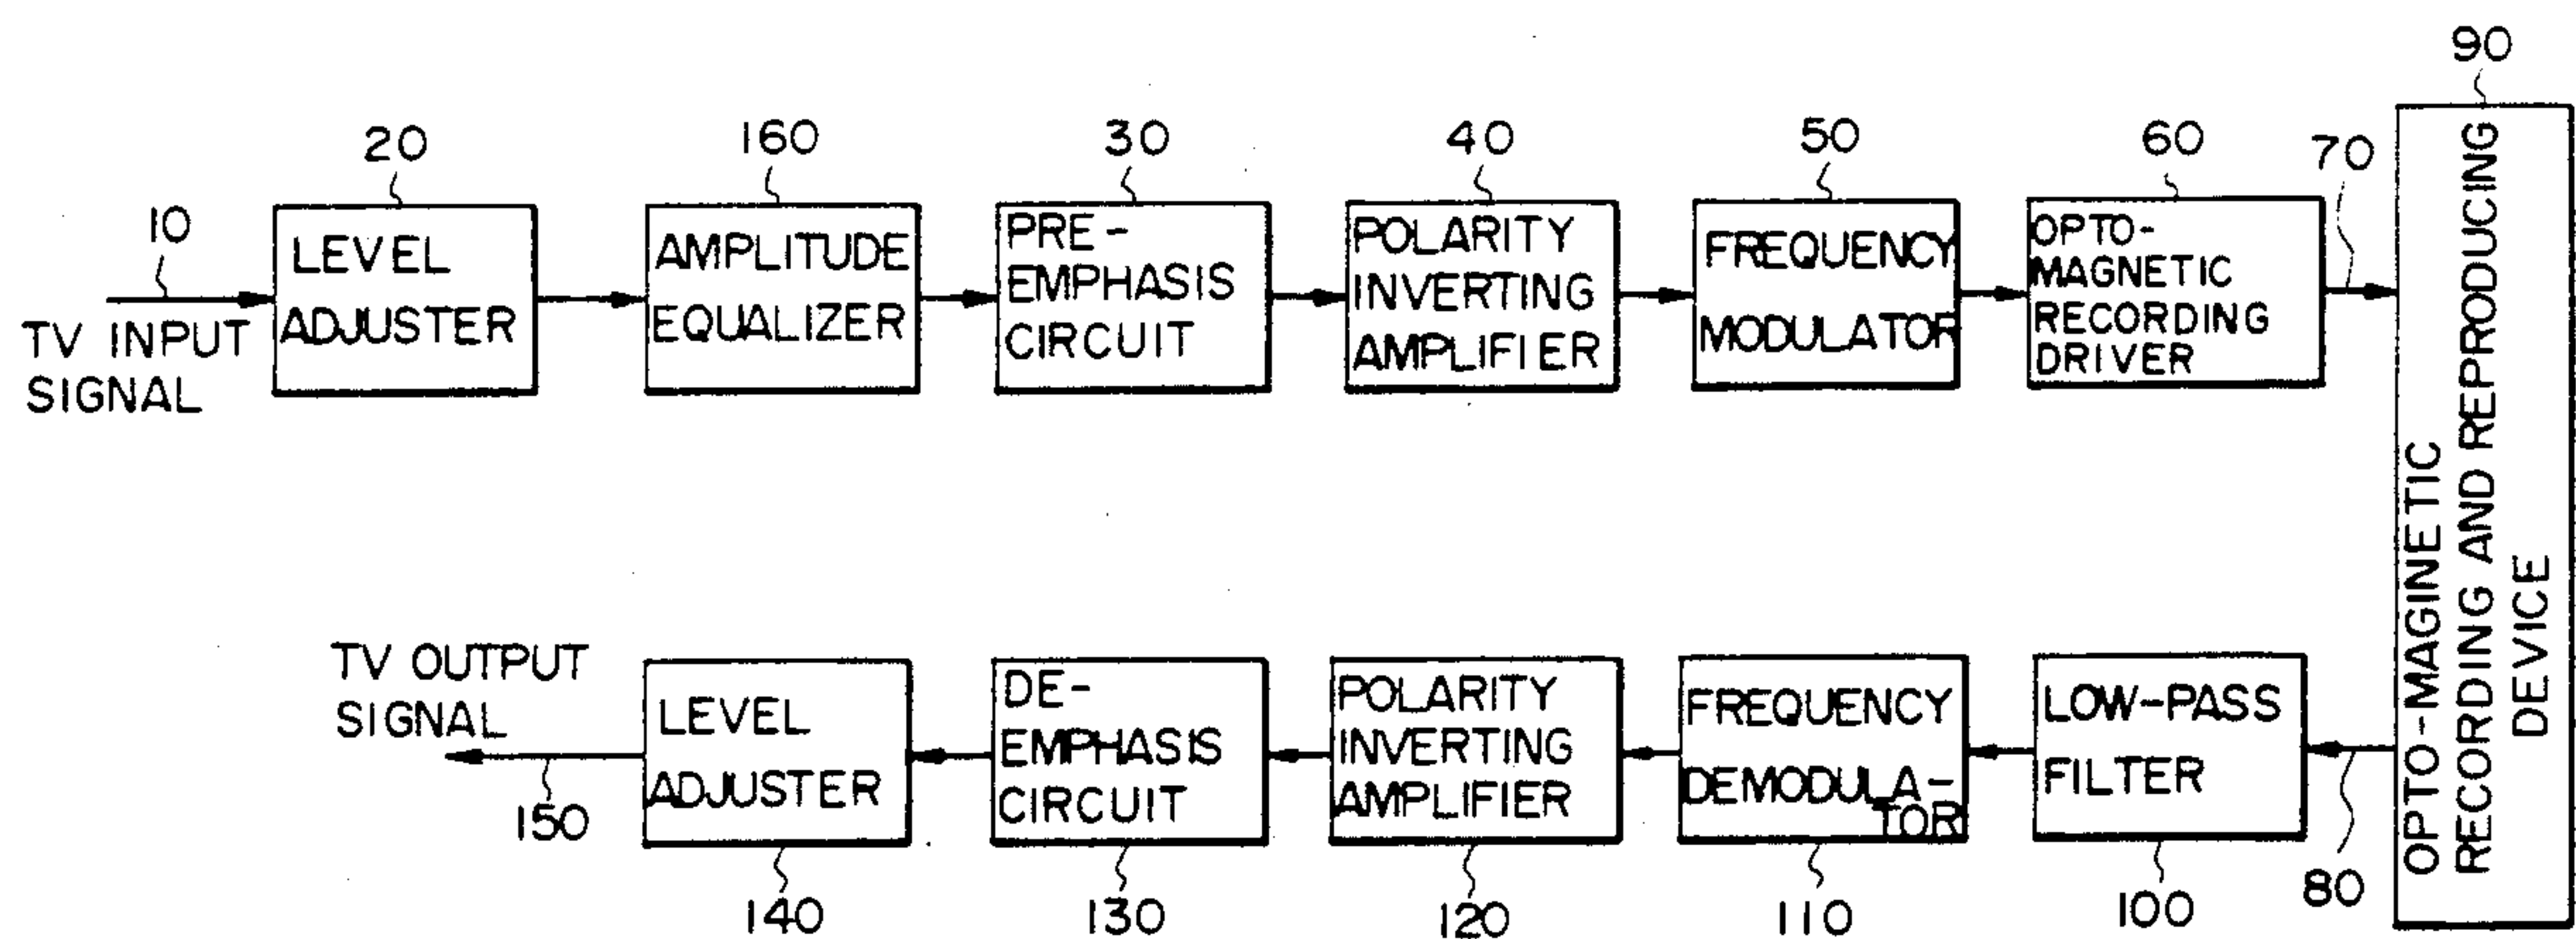 90
20
160
30
40
50
60
70
10
LEVEL
ADJUSTER
AMPLITUDE
EQUALIZER
PRE-
EMPHASIS
CIRCUIT
POLARITY
INVERTING
AMPLIFIER
FREQUENCY
MODULATOR
OPTO-
MAGNETIC
RECORDING
DRIVER
TV INPUT
SIGNAL
OPTO-MAGINETIC
RECORDING AND REPRODUCING
DEVICE
TV OUTPUT
SIGNAL
LEVEL
ADJUSTER
DE-
EMPHASIS
CIRCUIT
POLARITY
INVERTING
AMPLIFIER
FREQUENCY
DEMODULA-
TOR
LOW-PASS
FILTER
150
140
130
120
110
100
80